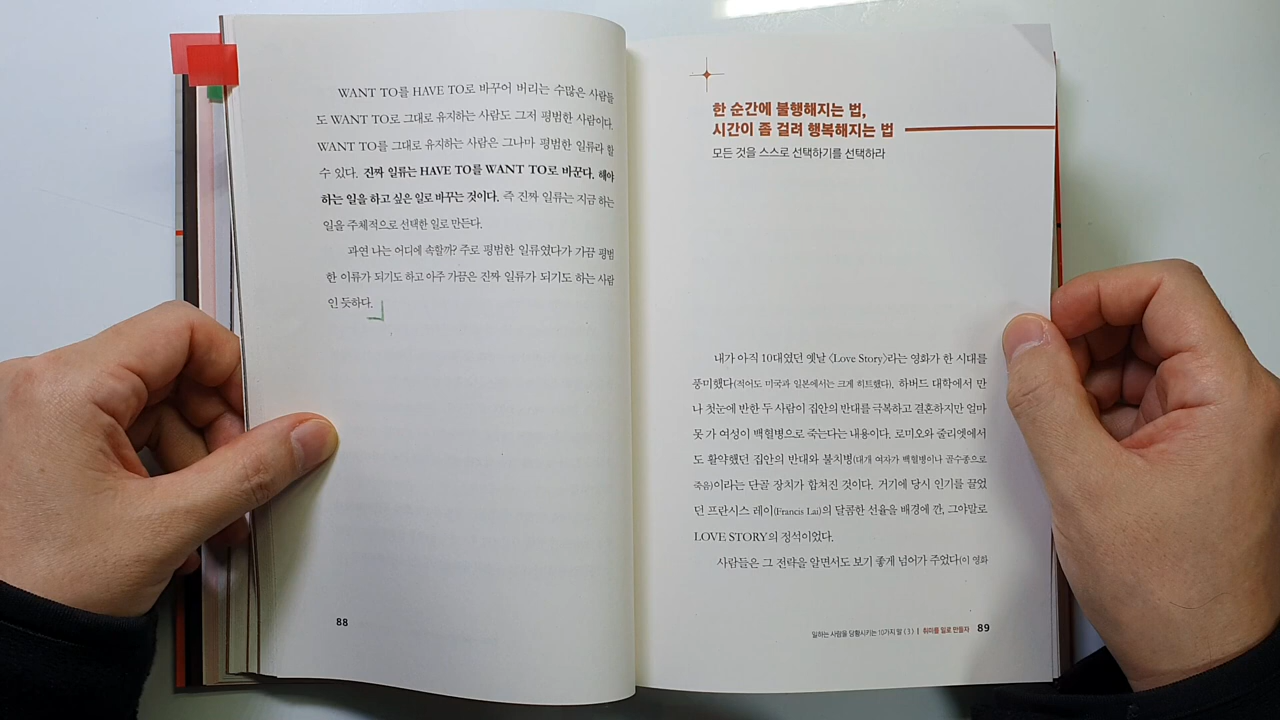 WANT TO를 HAVE TO로 바꾸어 버리는 수많은 사람들
도 WANT TO로 그대로 유지하는 사람도 그저 평범한 사람이다.
WANT TO를 그대로 유지하는 사람은 그나마 평범한 일류라 할
수 있다. 진짜 일류는 HAVE TO를 WANT TO로 바꾼다. 해야
하는 일을 하고 싶은 일로 바꾸는 것이다. 즉 진짜 일류는 지금 하는
일을 주체적으로 선택한 일로 만든다.
과연 나는 어디에 속할까? 주로 평범한 일류였다가 가끔 평범
한 이류가 되기도 하고 아주 가끔은 진짜 일류가 되기도 하는 사람
인 듯하다.
88
한 순간에 불행해지는 법,
시간이 좀 걸려 행복해지는 법
모든 것을 스스로 선택하기를 선택하라
내가 아직 10대였던 옛날 〈Love Story〉라는 영화가 한 시대를
풍미했다(적어도 미국과 일본에서는 크게 히트했다). 하버드 대학에서 만
나 첫눈에 반한 두 사람이 집안의 반대를 극복하고 결혼하지만 얼마
못 가 여성이 백혈병으로 죽는다는 내용이다. 로미오와 줄리엣에서
도 활약했던 집안의 반대와 불치병(대개 여자가 백혈병이나 골수종으로
죽음)이라는 단골 장치가 합쳐진 것이다. 거기에 당시 인기를 끌었
던 프란시스 레이(Francis Lai)의 달콤한 선율을 배경에 깐, 그야말로
LOVE STORY의 정석이었다.
사람들은 그 전략을 알면서도 보기 좋게 넘어가 주었다(이 영화
일하는 사람을 당황시키는 10가지 말 〈3〉 | 취미를 일로 만들자 89